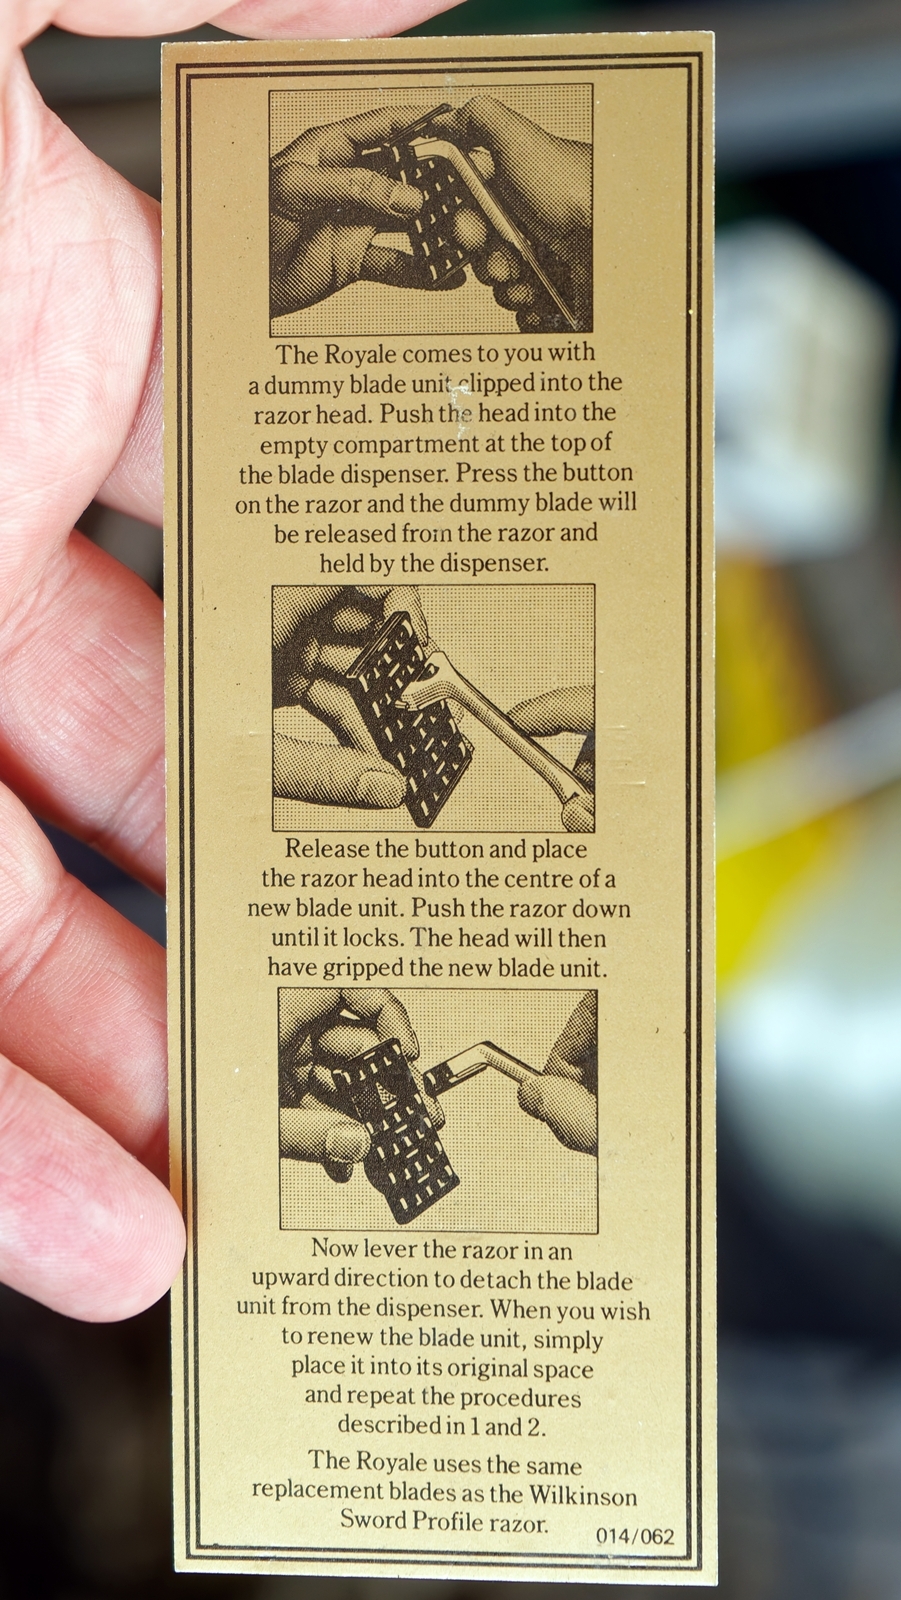 The Royale comes to you with
a dummy blade unit clipped into the
razor head. Push the head into the
empty compartment at the top of
the blade dispenser. Press the button
on the razor and the dummy blade will
be released from the razor and
held by the dispenser.
Release the button and place
the razor head into the centre of a
new blade unit. Push the razor down
until it locks. The head will then
have gripped the new blade unit.
Now lever the razor in an
upward direction to detach the blade
unit from the dispenser. When you wish
to renew the blade unit, simply
place it into its original space
and repeat the procedures
described in 1 and 2.
The Royale uses the same
replacement blades as the Wilkinson
Sword Profile razor.
014/062